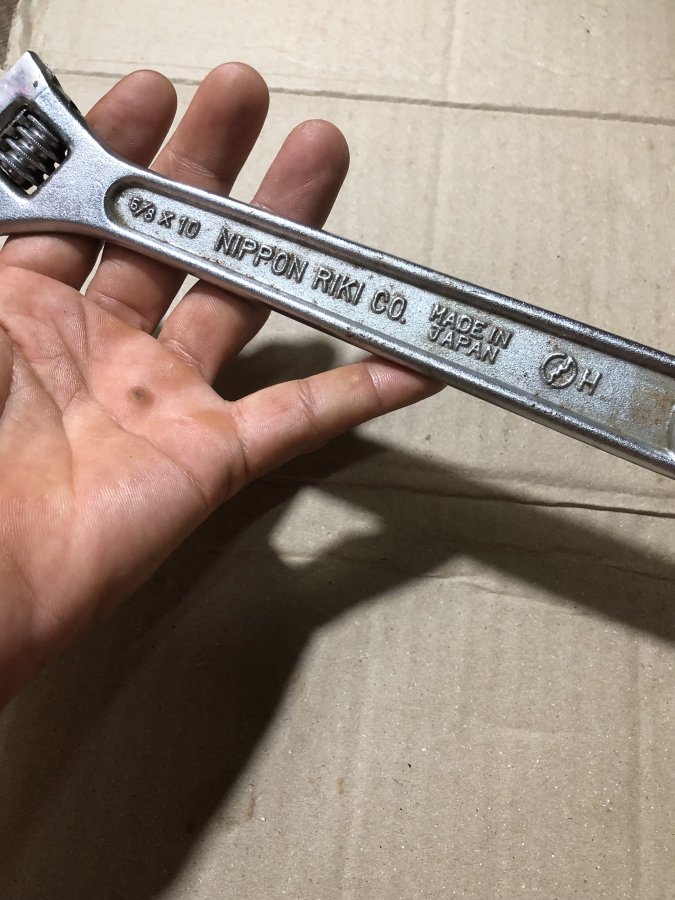 5/8 X 10
NIPPON RIKI CO.
MADE IN
JAPAN
H